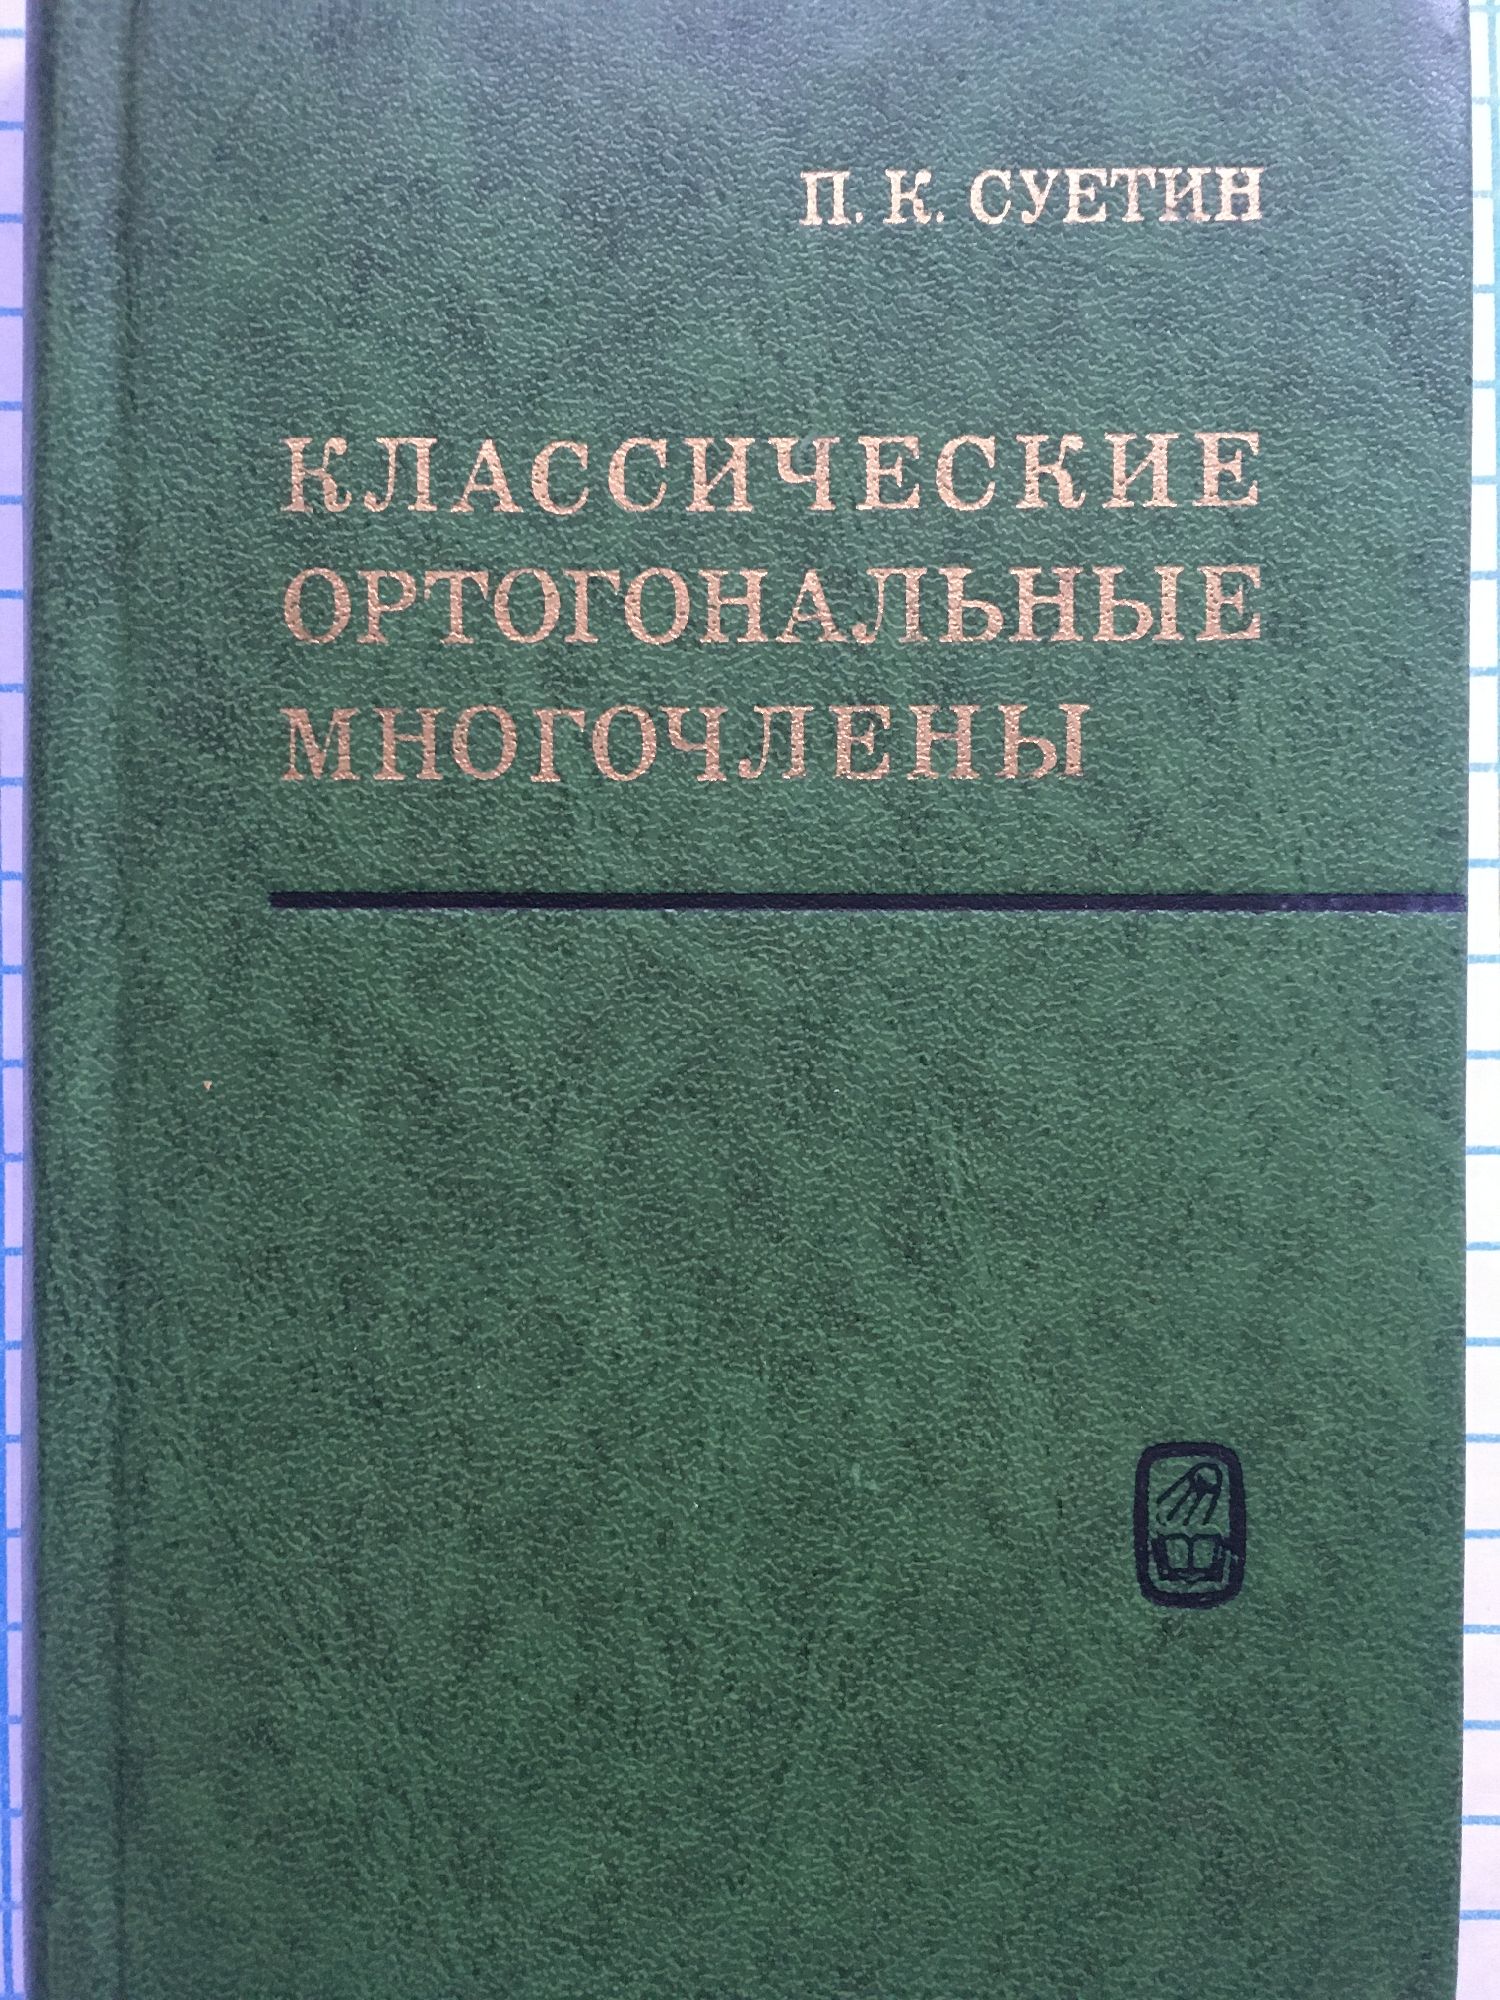 П. К. СУЕТИН
КЛАССИЧЕСКИЕ
ОРТОГОНАЛЬНЫЕ
МНОГОЧЛЕНЫ